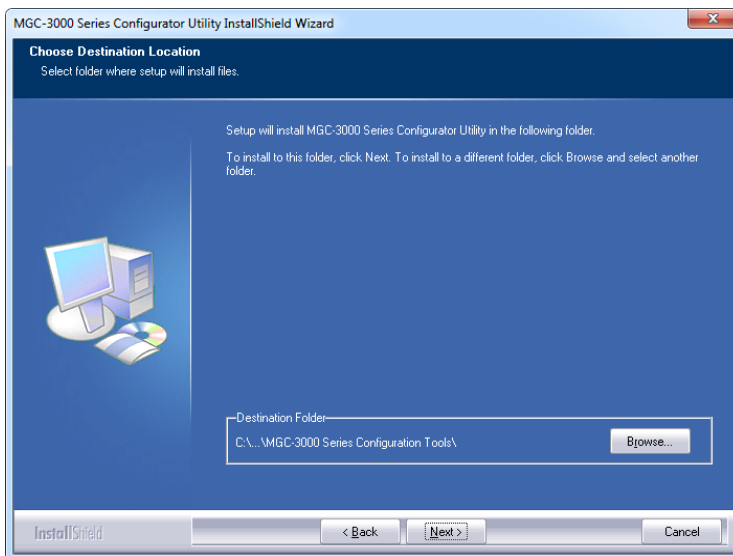 MGC-3000 Series Configurator Utility InstallShield Wizard
Choose Destination Location
Select folder where setup will install files.
Setup will install MGC-3000 Series Configurator Utility in the following folder.
To install to this folder, click Next. To install to a different folder, click Browse and select another
folder.
Destination Folder
C:\...\MGC-3000 Series Configuration Tools\
Browse...
InstallShield
< Back
Next >
Cancel